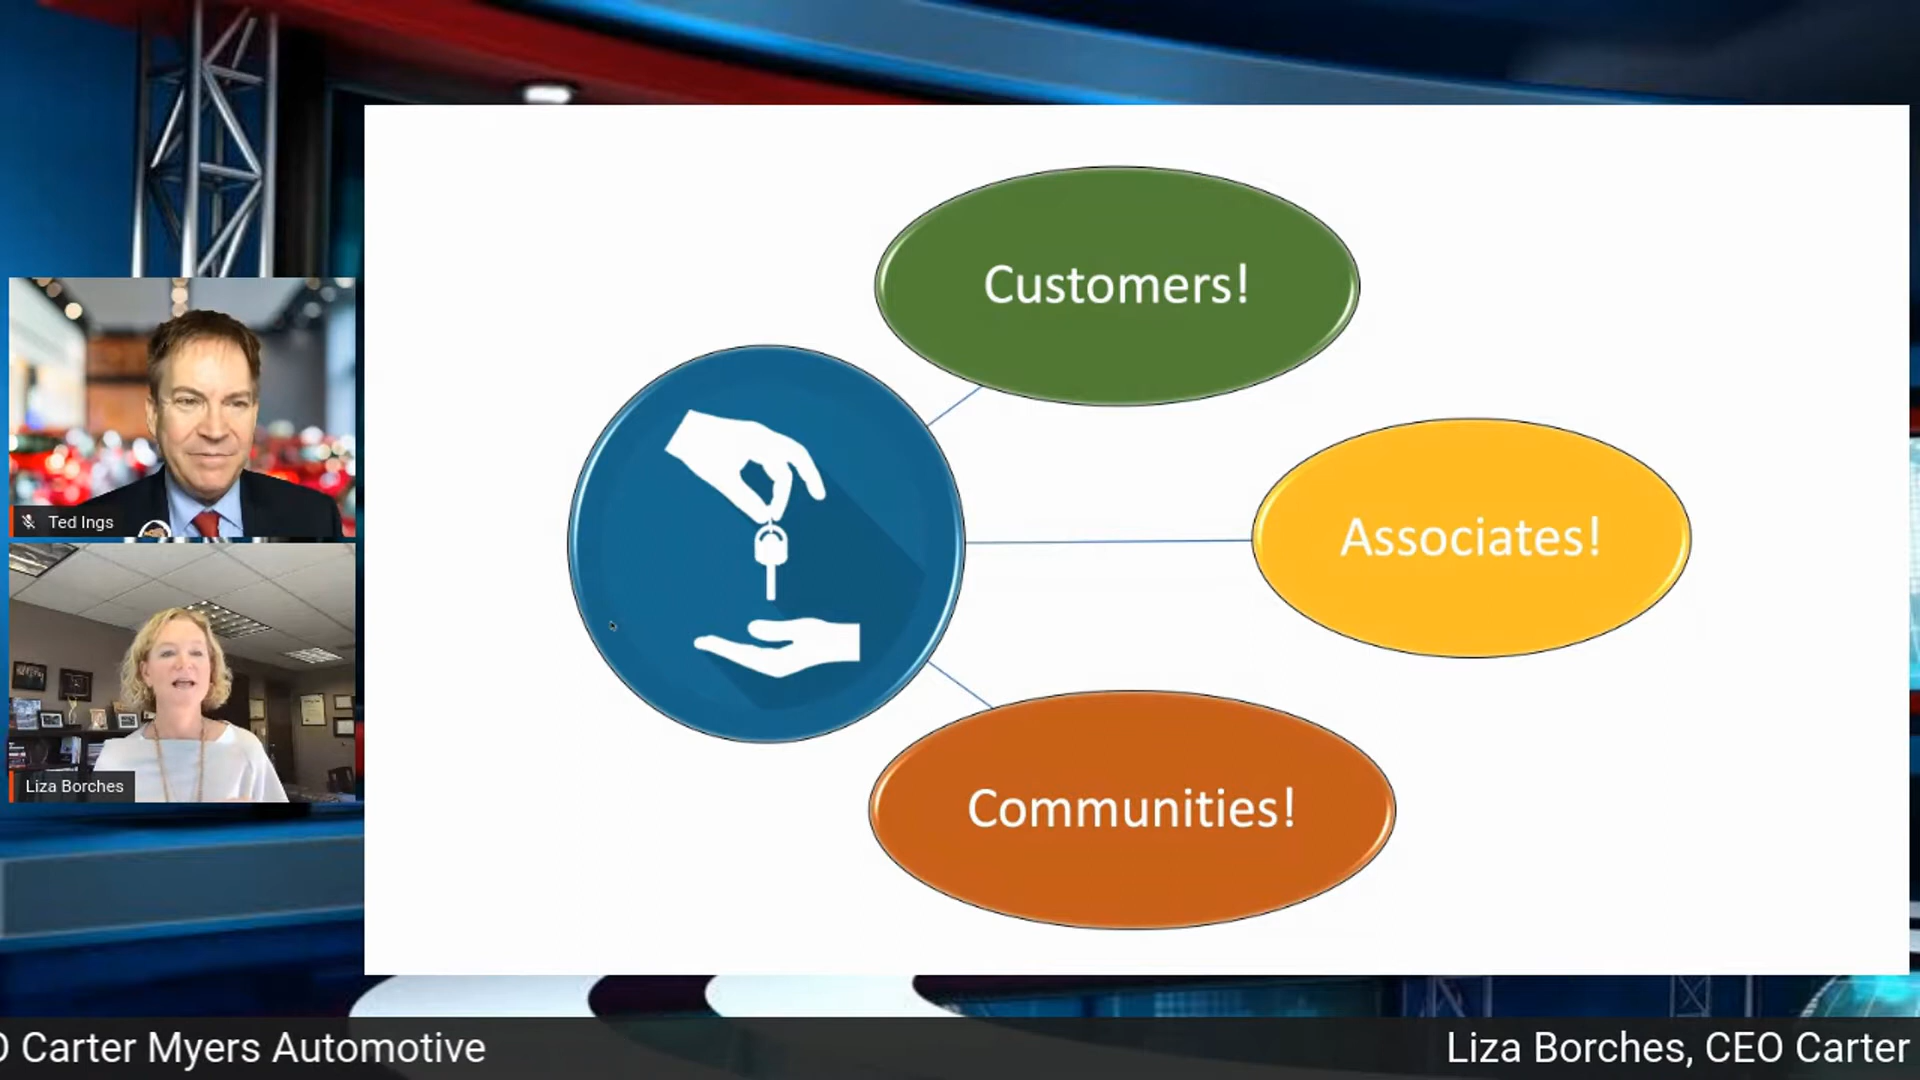 Customers!
Ted Ings
Associates!
Liza Borches
Communities!
O Carter Myers Automotive
Liza Borches, CEO Carter